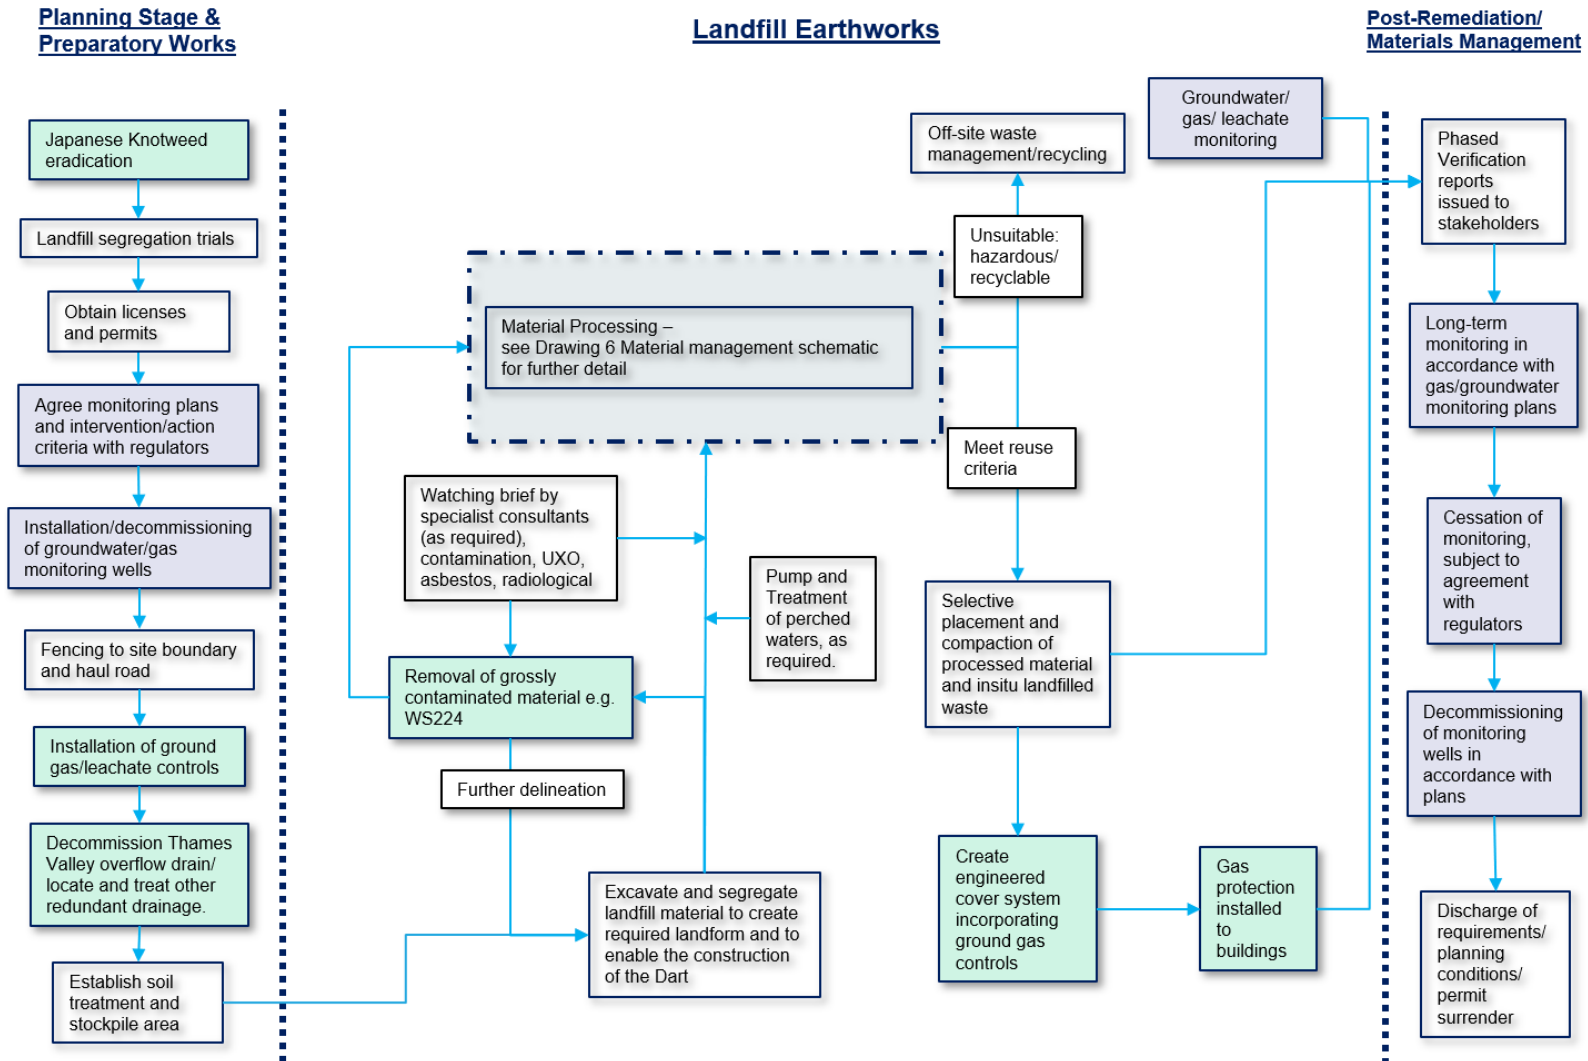 Planning Stage &
Preparatory Works
Japanese Knotweed
eradication
Landfill segregation trials
Obtain licenses
and permits
Agree monitoring plans
and intervention/action
criteria with regulators
Installation/decommissioning
of groundwater/gas
monitoring wells
Fencing to site boundary
and haul road
Installation of ground
gas/leachate controls
Decommission Thames
Valley overflow drain/
locate and treat other
redundant drainage.
Establish soil
treatment and
stockpile area
Landfill Earthworks
Material Processing –
see Drawing 6 Material management schematic
for further detail
Watching brief by
specialist consultants
(as required),
contamination, UXO,
asbestos, radiological
Removal of grossly
contaminated material e.g.
WS224
Further delineation
Excavate and segregate
landfill material to create
required landform and to
enable the construction
of the Dart
Pump and
Treatment
of perched
waters, as
required.
Off-site waste
management/recycling
Unsuitable:
hazardous/
recyclable
Meet reuse
criteria
Selective
placement and
compaction of
processed material
and insitu landfilled
waste
Create
engineered
cover system
incorporating
ground gas
controls
Gas
protection
installed
to
buildings
Groundwater/
gas/ leachate
monitoring
Post-Remediation/
Materials Management
Phased
Verification
reports
issued to
stakeholders
Long-term
monitoring in
accordance with
gas/groundwater
monitoring plans
Cessation of
monitoring,
subject to
agreement
with
regulators
Decommissioning
of monitoring
wells in
accordance with
plans
Discharge of
requirements/
planning
conditions/
permit
surrender